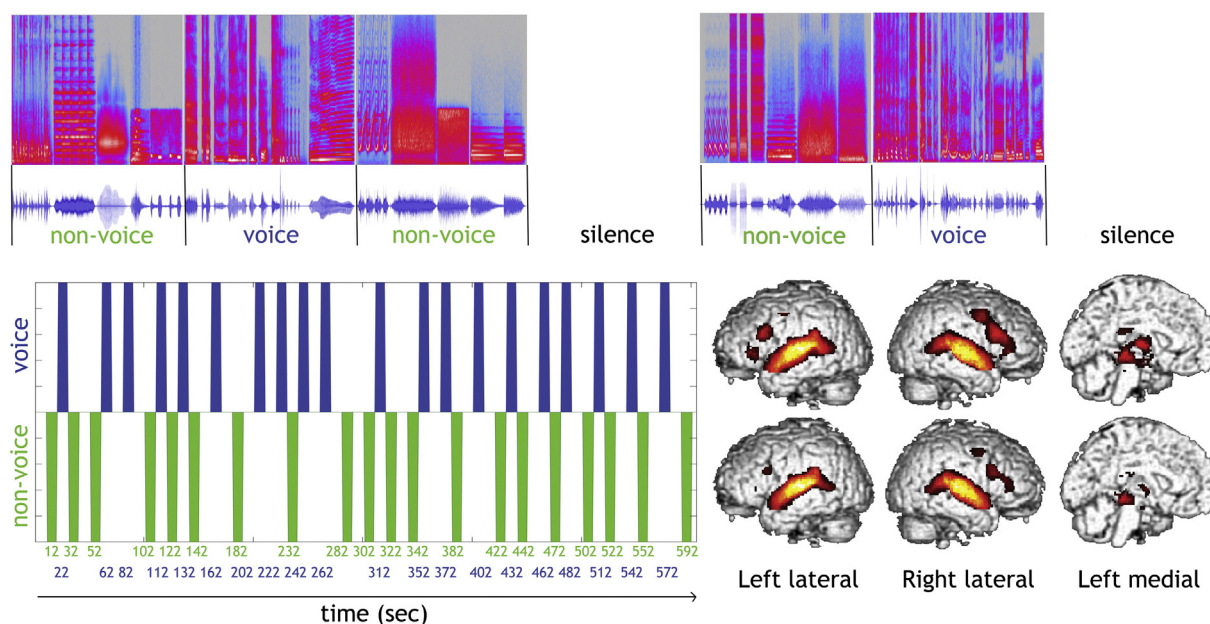 non-voice voice non-voice silence non-voice voice silence
voice
non-voice
12 32 52 102 122 142 182 232 282 302 322 342 382 422 442 472 502 522 552 592
22 62 82 112 132 162 202 222 242 262 312 352 372 402 432 462 482 512 542 572
time (sec)
Left lateral Right lateral Left medial